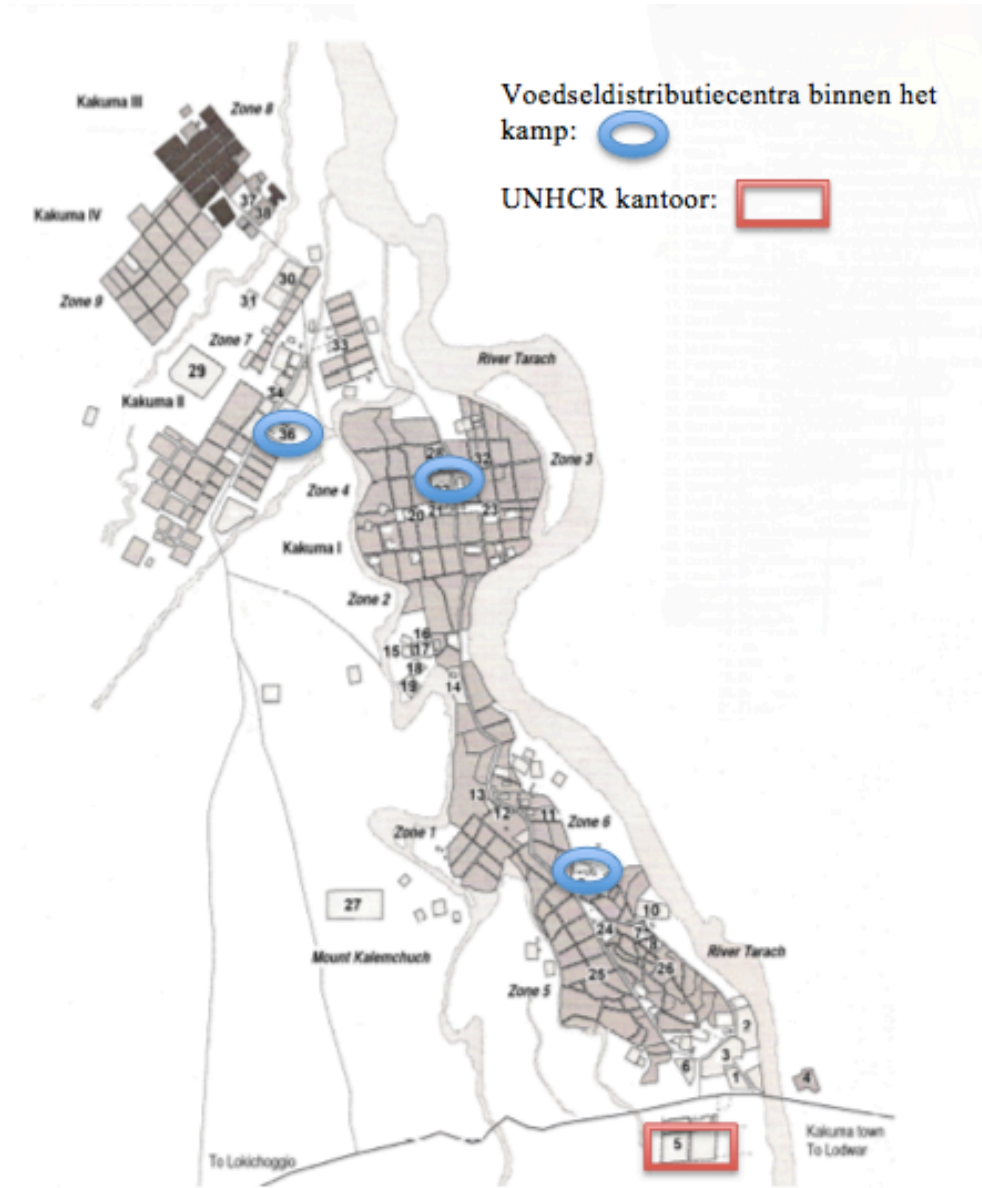 Voedseldistributiecentra binnen het
kamp:
UNHCR kantoor:
Kakuma III
Zone 8
37
38
Kakuma IV
Zone 9
30
31
Zone 7
33
River Tarach
29
34
Kakuma II
36
32
Zone 3
Zone 4
20
21
23
Kakuma I
Zone 2
16
15
17
18
19
14
13
12
11
Zone 6
Zone 1
27
10
Mount Kalemchuch
24
7
8
River Tarach
25
26
Zone 5
2
3
6
1
4
5
Kakuma town
To Lodwar
To Lokichoggio